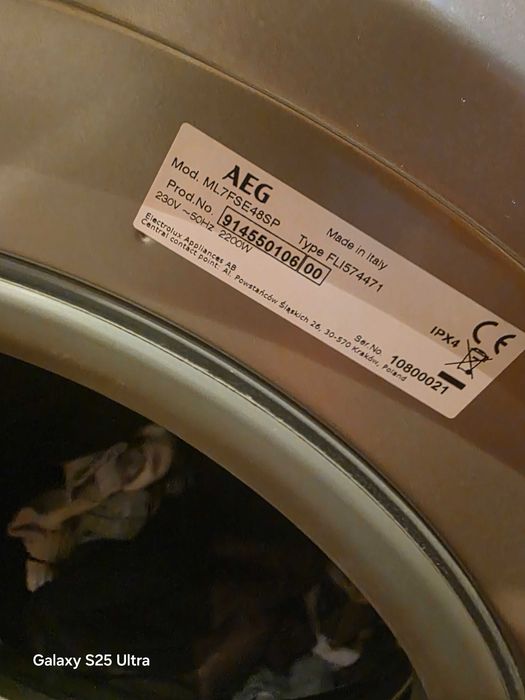 AEG
Made in Italy
Mod. ML7FSE48SP
Type FLI574471
Prod.No. 914550106 00
230V ~50Hz 2200W
IPX4
CE
Electrolux Appliances AB
Central contact point: Al. Powstańców Śląskich 26, 30-570 Kraków, Poland
Ser.No. 10800021
Galaxy S25 Ultra